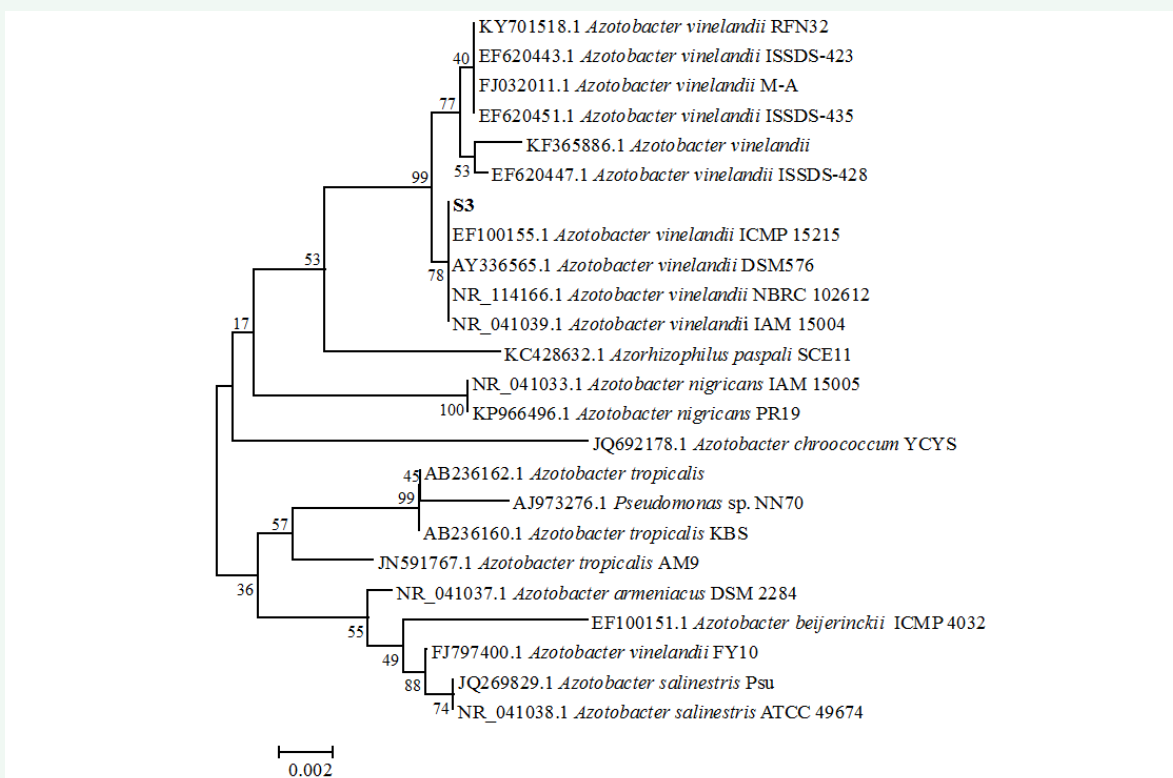 KY701518.1 Azotobacter vinelandii RFN32
EF620443.1 Azotobacter vinelandii ISSDS-423
40
FJ032011.1 Azotobacter vinelandii M-A
77
EF620451.1 Azotobacter vinelandii ISSDS-435
KF365886.1 Azotobacter vinelandii
53
EF620447.1 Azotobacter vinelandii ISSDS-428
99
S3
EF100155.1 Azotobacter vinelandii ICMP 15215
53
AY336565.1 Azotobacter vinelandii DSM576
78
NR_114166.1 Azotobacter vinelandii NBRC 102612
NR_041039.1 Azotobacter vinelandii IAM 15004
17
KC428632.1 Azorhizophilus paspali SCE11
NR_041033.1 Azotobacter nigricans IAM 15005
100
KP966496.1 Azotobacter nigricans PR19
JQ692178.1 Azotobacter chroococcum YCYS
45
AB236162.1 Azotobacter tropicalis
99
AJ973276.1 Pseudomonas sp. NN70
57
AB236160.1 Azotobacter tropicalis KBS
JN591767.1 Azotobacter tropicalis AM9
36
NR_041037.1 Azotobacter armeniacus DSM 2284
55
EF100151.1 Azotobacter beijerinckii ICMP 4032
49
FJ797400.1 Azotobacter vinelandii FY10
88
JQ269829.1 Azotobacter salinestris Psu
74
NR_041038.1 Azotobacter salinestris ATCC 49674
0.002